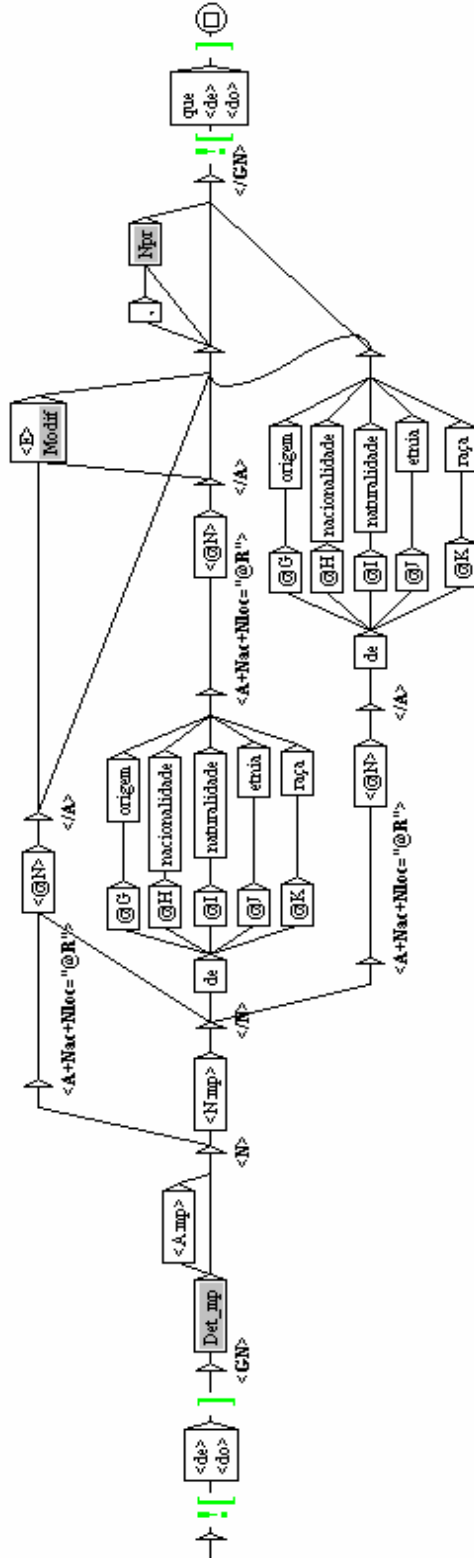 ![
<de>
<do>
]
<GN>
Det_mp
<A:mp>
<N>
<N:mp>
</N>
<A+Nac+Nloc="@R">
<@N>
</A>
<E>
Modif
de
@G
origem
@H
nacionalidade
@I
naturalidade
@J
etnia
@K
raça
<A+Nac+Nloc="@R">
<@N>
</A>
<A+Nac+Nloc="@R">
<@N>
</A>
de
@G
origem
@H
nacionalidade
@I
naturalidade
@J
etnia
@K
raça
,
Npr
</GN>
![
que
<de>
<do>
]